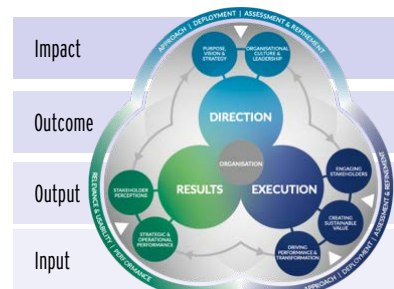 Impact
Outcome
Output
Input
APPROACH | DEPLOYMENT | ASSESSMENT & REFINEMENT
PURPOSE,
VISION &
STRATEGY
ORGANISATIONAL
CULTURE &
LEADERSHIP
DIRECTION
ORGANISATION
RESULTS
EXECUTION
STAKEHOLDER
PERCEPTIONS
STRATEGIC &
OPERATIONAL
PERFORMANCE
ENGAGING
STAKEHOLDERS
CREATING
SUSTAINABLE
VALUE
DRIVING
PERFORMANCE &
TRANSFORMATION
RELEVANCE & USABILITY | PERFORMANCE
APPROACH | DEPLOYMENT | ASSESSMENT & REFINEMENT